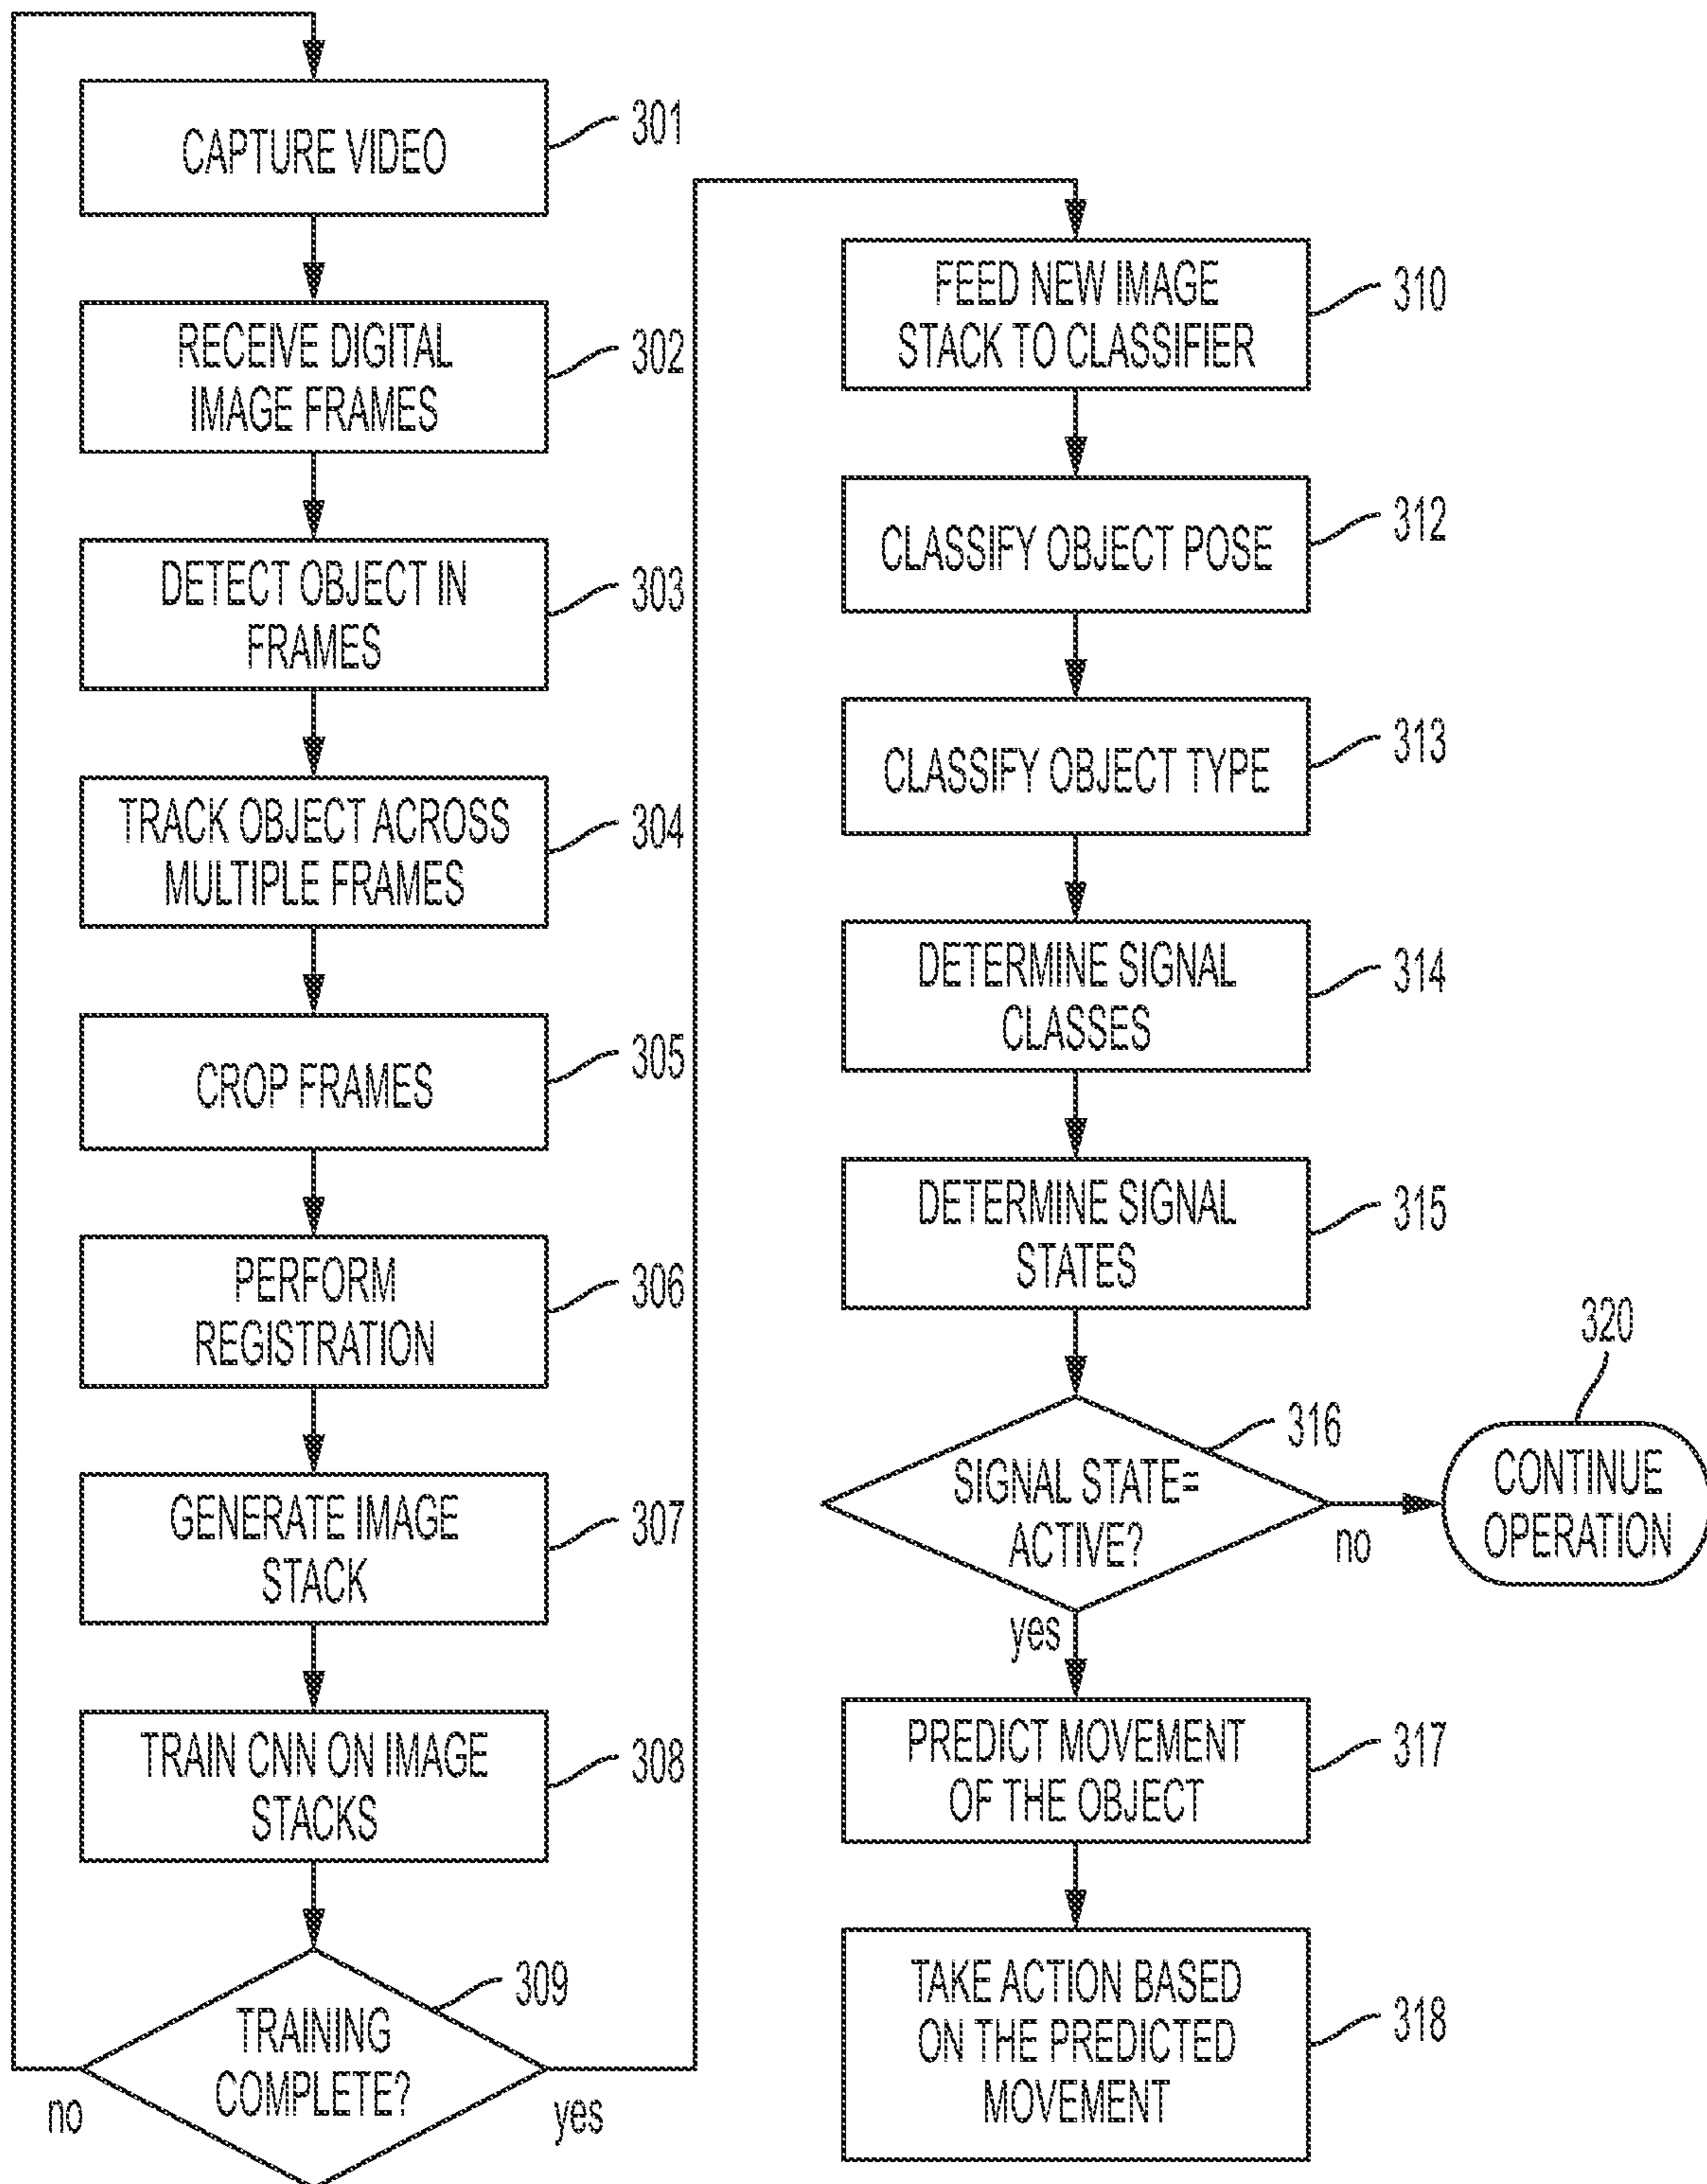 CAPTURE VIDEO
301
RECEIVE DIGITAL
IMAGE FRAMES
302
DETECT OBJECT IN
FRAMES
303
TRACK OBJECT ACROSS
MULTIPLE FRAMES
304
CROP FRAMES
305
PERFORM
REGISTRATION
306
GENERATE IMAGE
STACK
307
TRAIN CNN ON IMAGE
STACKS
308
TRAINING
COMPLETE?
309
no
yes
FEED NEW IMAGE
STACK TO CLASSIFIER
310
CLASSIFY OBJECT POSE
312
CLASSIFY OBJECT TYPE
313
DETERMINE SIGNAL
CLASSES
314
DETERMINE SIGNAL
STATES
315
SIGNAL STATE=
ACTIVE?
316
no
yes
CONTINUE
OPERATION
320
PREDICT MOVEMENT
OF THE OBJECT
317
TAKE ACTION BASED
ON THE PREDICTED
MOVEMENT
318